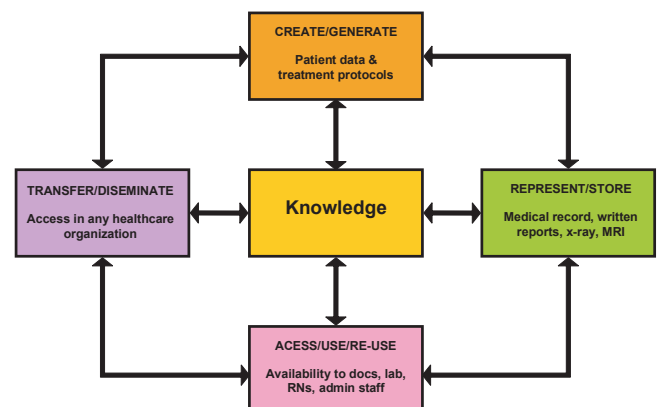 CREATE/GENERATE
Patient data &
treatment protocols
TRANSFER/DISEMINATE
Access in any healthcare
organization
Knowledge
REPRESENT/STORE
Medical record, written
reports, x-ray, MRI
ACESS/USE/RE-USE
Availability to docs, lab,
RNs, admin staff